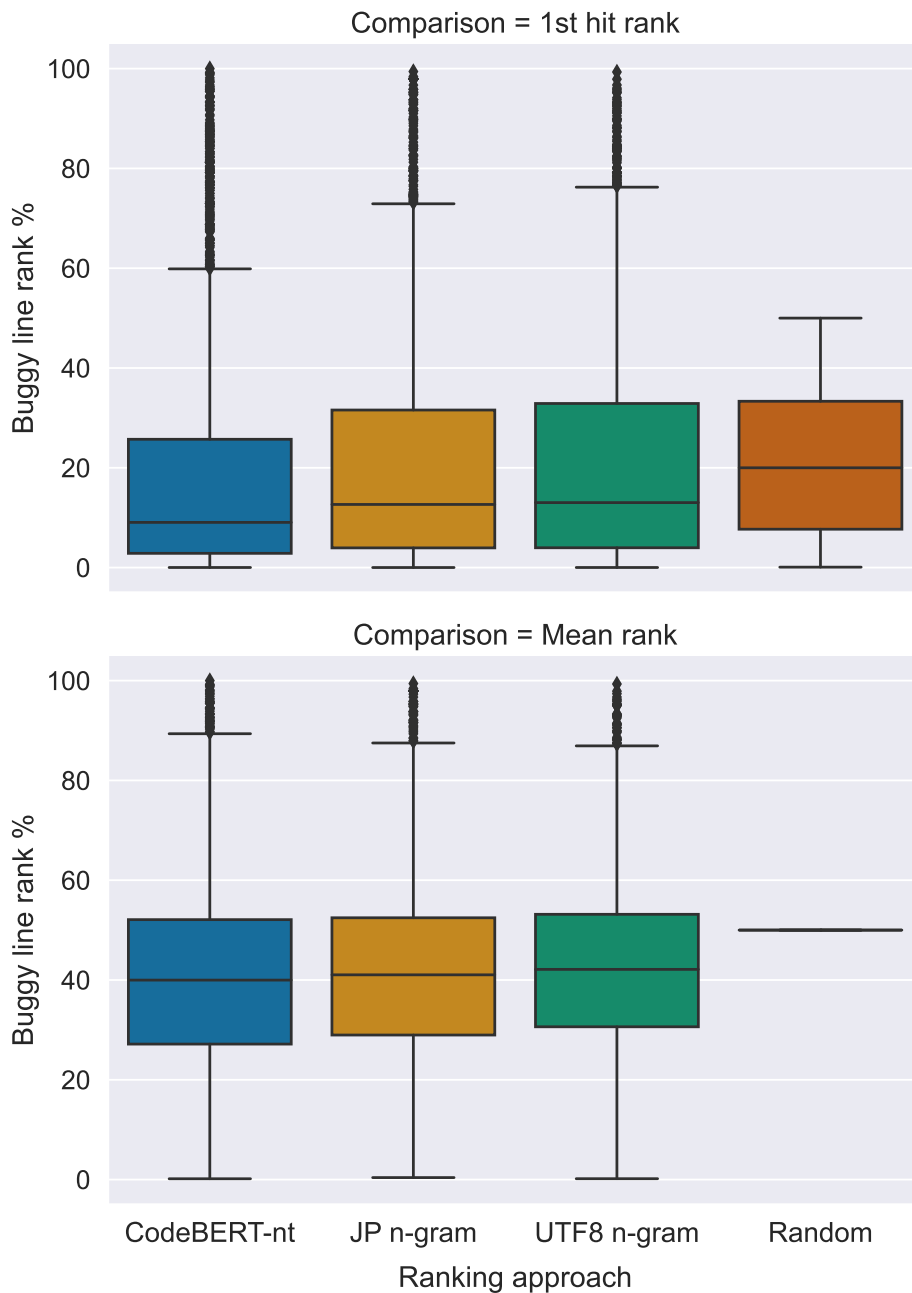 Comparison = 1st hit rank
100
80
60
40
20
0
Buggy line rank %
Comparison = Mean rank
100
80
60
40
20
0
Buggy line rank %
CodeBERT-nt JP n-gram UTF8 n-gram Random
Ranking approach